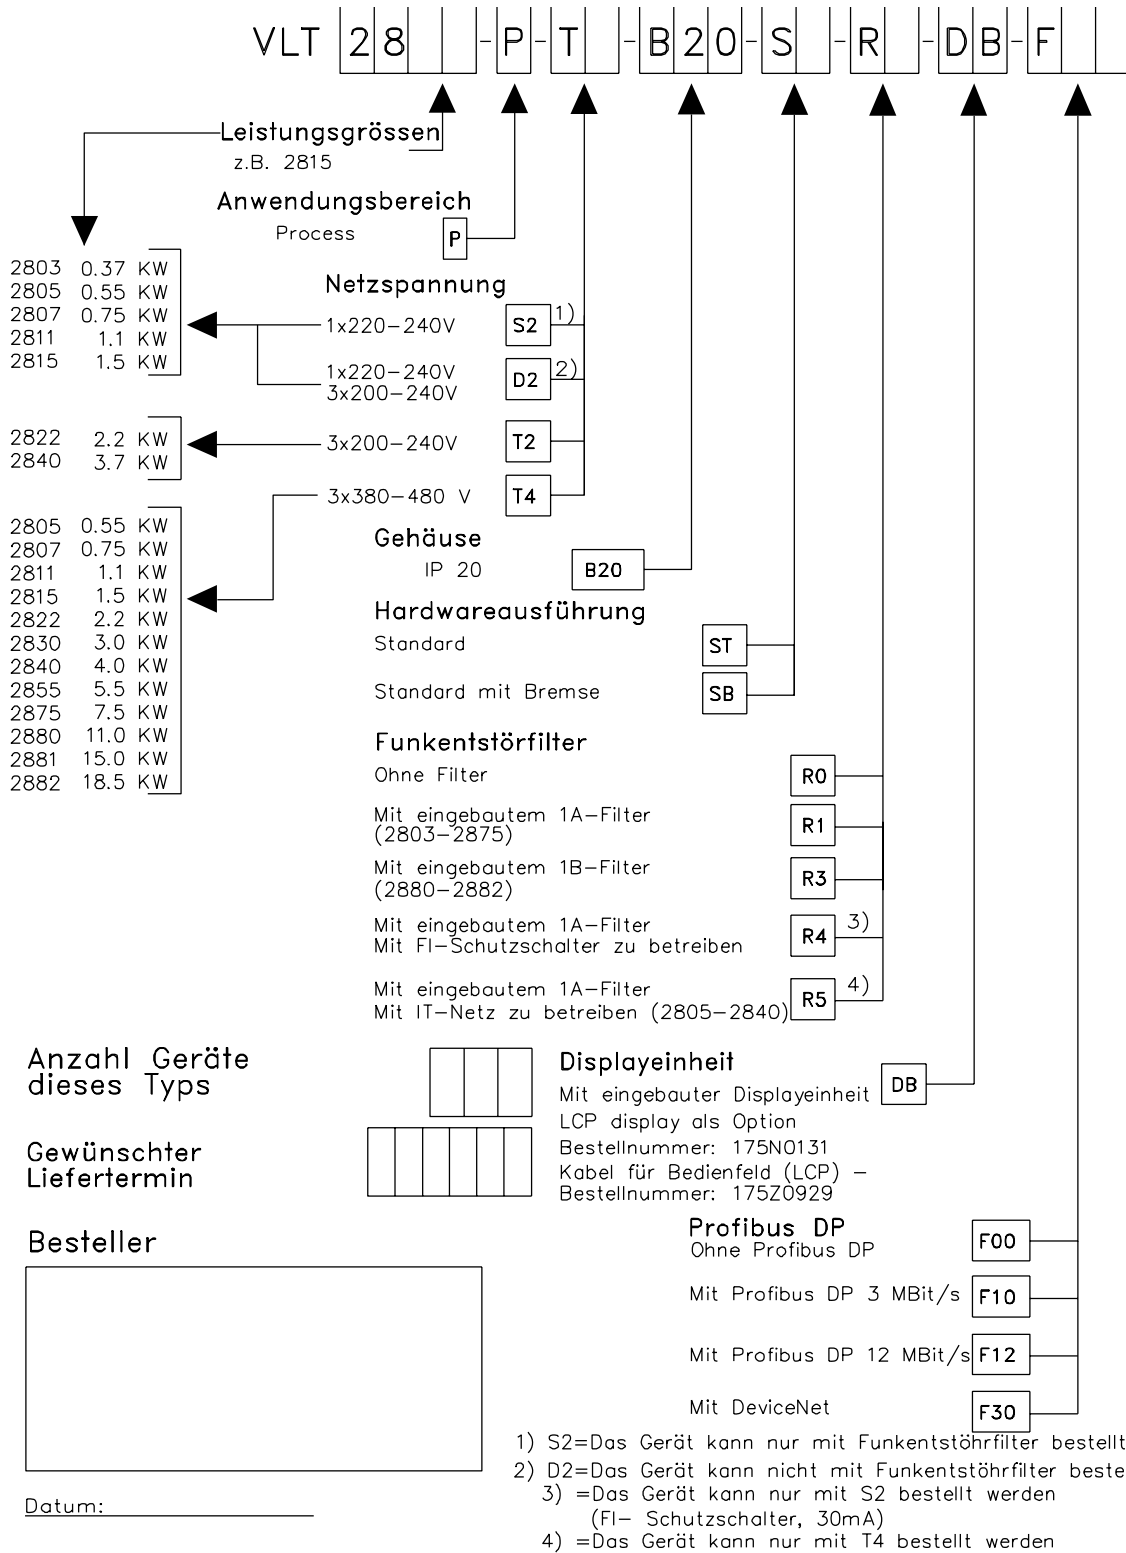 VLT 28 -P-T -B20-S -R -DB-F
Leistungsgrössen
z.B. 2815
Anwendungsbereich
Process P
2803 0.37 KW
2805 0.55 KW
2807 0.75 KW
2811 1.1 KW
2815 1.5 KW
Netzspannung
1x220-240V S2 1)
1x220-240V
3x200-240V D2 2)
2822 2.2 KW
2840 3.7 KW
3x200-240V T2
3x380-480 V T4
2805 0.55 KW
2807 0.75 KW
2811 1.1 KW
2815 1.5 KW
2822 2.2 KW
2830 3.0 KW
2840 4.0 KW
2855 5.5 KW
2875 7.5 KW
2880 11.0 KW
2881 15.0 KW
2882 18.5 KW
Gehäuse
IP 20 B20
Hardwareausführung
Standard ST
Standard mit Bremse SB
Funkentstörfilter
Ohne Filter R0
Mit eingebautem 1A-Filter
(2803-2875) R1
Mit eingebautem 1B-Filter
(2880-2882) R3
Mit eingebautem 1A-Filter
Mit FI-Schutzschalter zu betreiben R4 3)
Mit eingebautem 1A-Filter
Mit IT-Netz zu betreiben (2805-2840) R5 4)
Anzahl Geräte
dieses Typs
Gewünschter
Liefertermin
Displayeinheit
Mit eingebauter Displayeinheit DB
LCP display als Option
Bestellnummer: 175N0131
Kabel für Bedienfeld (LCP) -
Bestellnummer: 175Z0929
Besteller
Profibus DP
Ohne Profibus DP F00
Mit Profibus DP 3 MBit/s F10
Mit Profibus DP 12 MBit/s F12
Mit DeviceNet F30
1) S2=Das Gerät kann nur mit Funkentstöhrfilter bestellt
2) D2=Das Gerät kann nicht mit Funkentstöhrfilter beste
3) =Das Gerät kann nur mit S2 bestellt werden
(FI- Schutzschalter, 30mA)
4) =Das Gerät kann nur mit T4 bestellt werden
Datum: